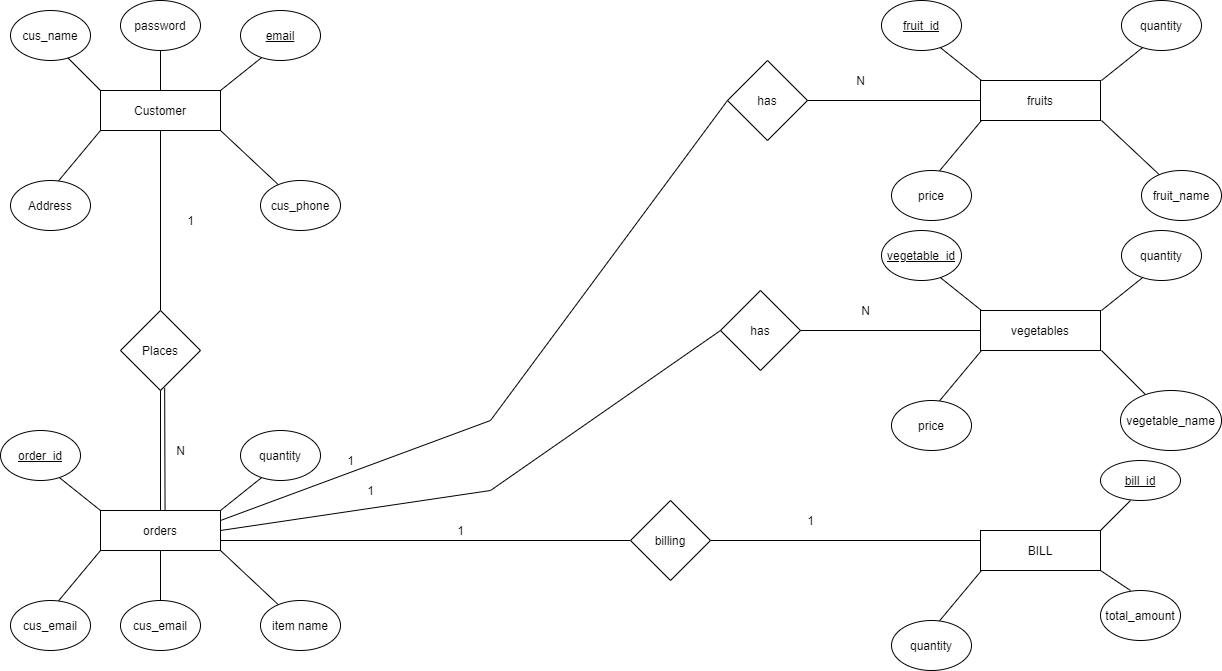 cus_name
password
email
Customer
Address
cus_phone
1
Places
N
order_id
quantity
orders
cus_email
cus_email
item name
1
1
1
has
N
fruit_id
quantity
fruits
price
fruit_name
has
N
vegetable_id
quantity
vegetables
price
vegetable_name
billing
1
bill_id
BILL
total_amount
quantity